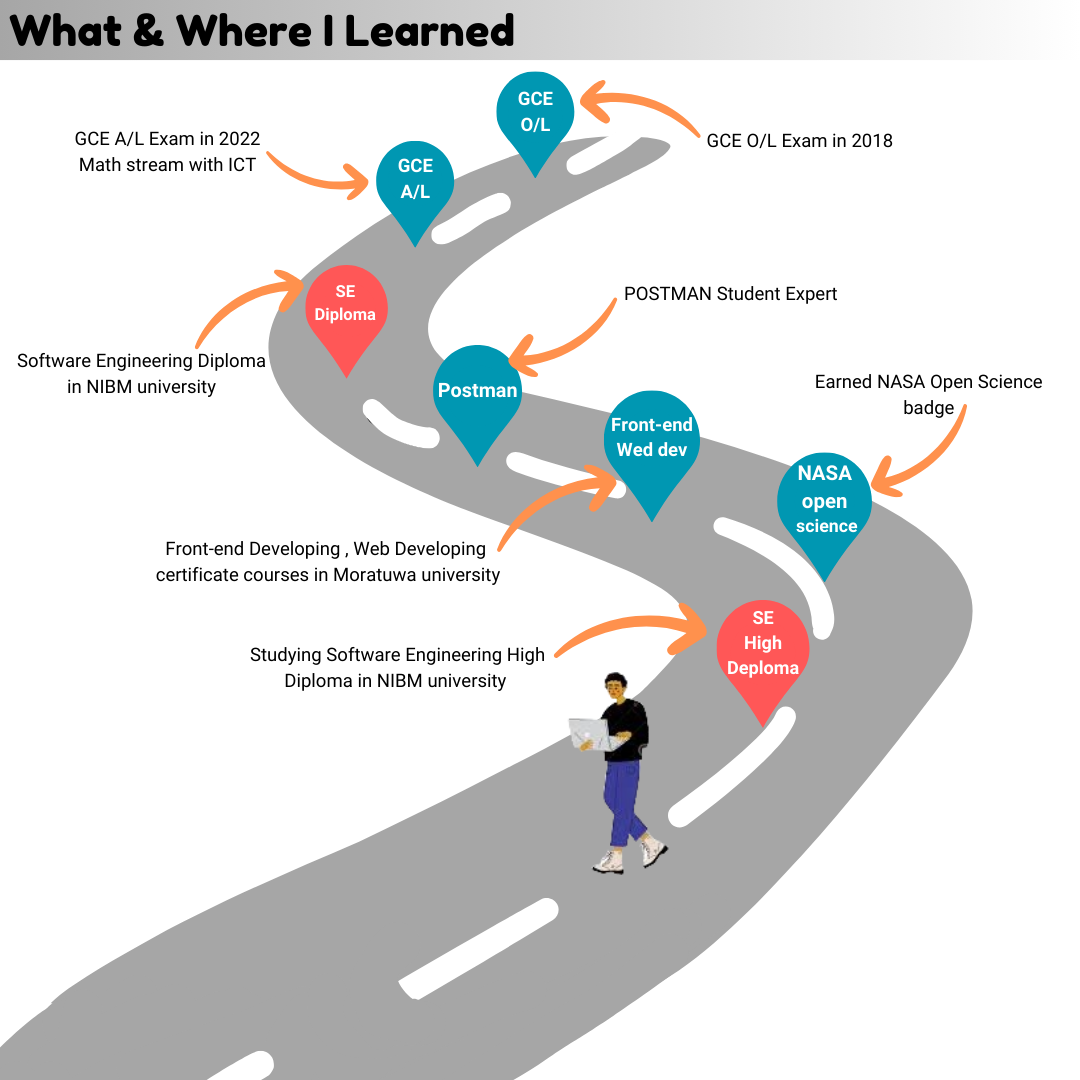 What & Where I Learned
GCE
O/L
GCE O/L Exam in 2018
GCE A/L Exam in 2022
Math stream with ICT
GCE
A/L
SE
Diploma
Software Engineering Diploma
in NIBM university
POSTMAN Student Expert
Postman
Front-end
Wed dev
Earned NASA Open Science
badge
NASA
open
science
Front-end Developing , Web Developing
certificate courses in Moratuwa university
SE
High
Deploma
Studying Software Engineering High
Diploma in NIBM university